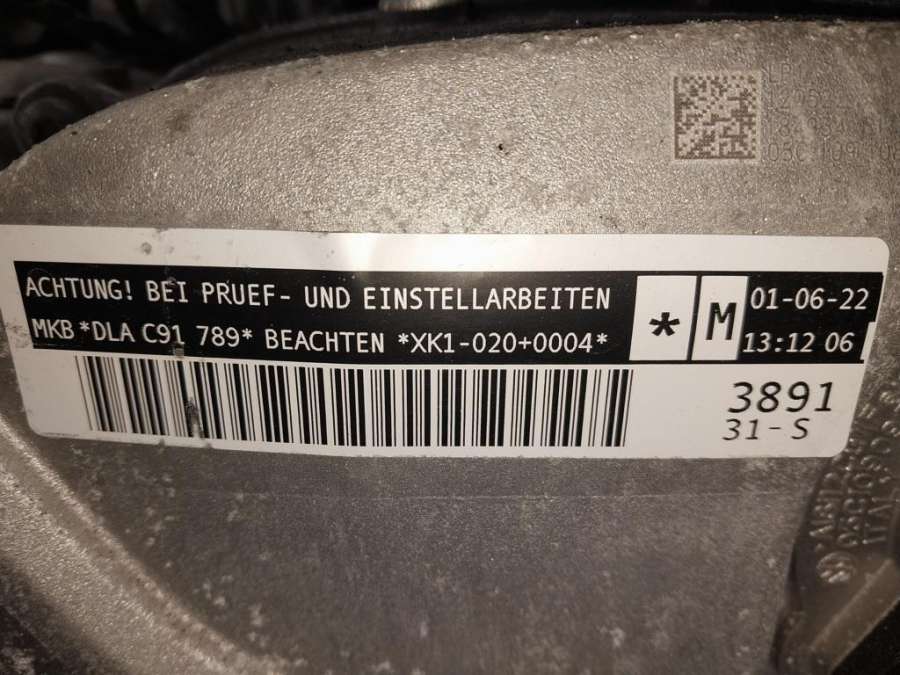 ACHTUNG! BEI PRUEF- UND EINSTELLARBEITEN
MKB *DLA C91 789* BEACHTEN *XK1-020+0004*
*
M
01-06-22
13:12 06
3891
31-S